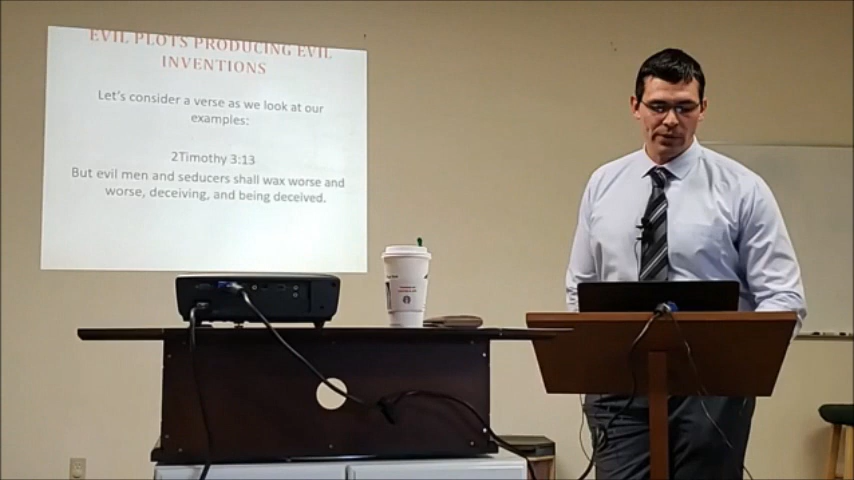 EVIL PLOTS PRODUCING EVIL
INVENTIONS
Let's consider a verse as we look at our
examples:
2Timothy 3:13
But evil men and seducers shall wax worse and
worse, deceiving, and being deceived.